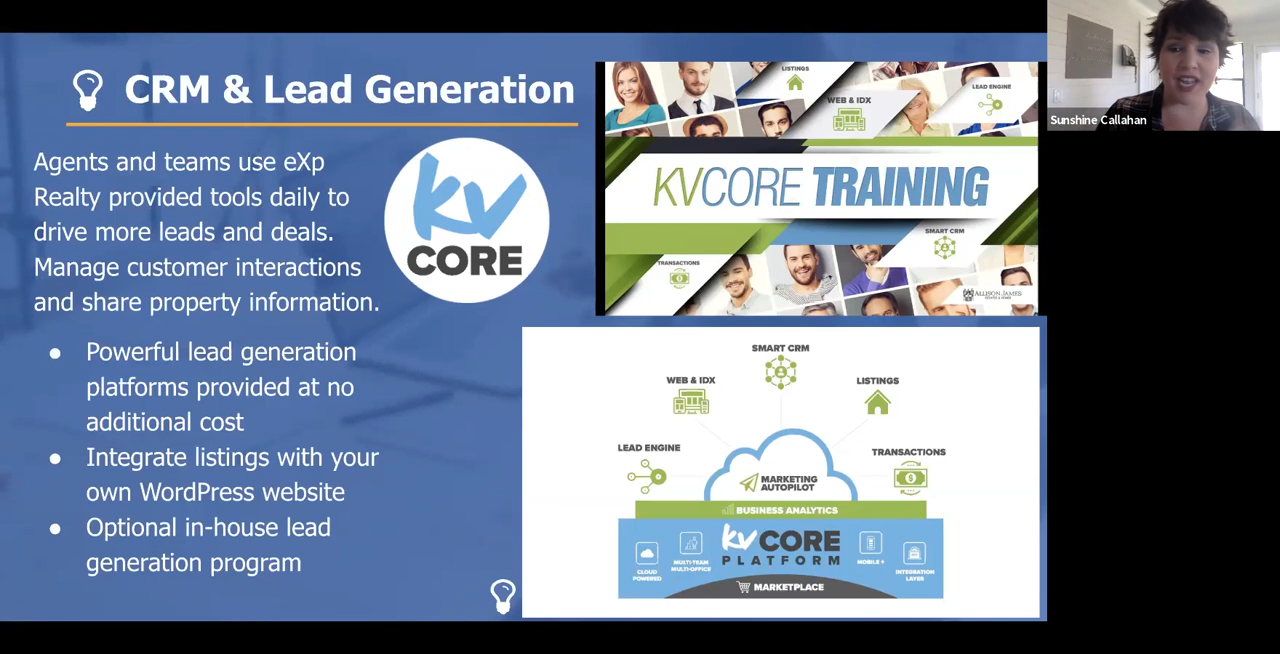 CRM & Lead Generation
Agents and teams use eXp
Realty provided tools daily to
drive more leads and deals.
Manage customer interactions
and share property information.
● Powerful lead generation
platforms provided at no
additional cost
● Integrate listings with your
own WordPress website
● Optional in-house lead
generation program
kv
CORE
LISTINGS
WEB & IDX
LEAD ENGINE
KVCORE TRAINING
SMART CRM
TRANSACTIONS
ALLISON JAMES
SMART CRM
WEB & IDX
LISTINGS
LEAD ENGINE
TRANSACTIONS
MARKETING
AUTOPILOT
BUSINESS ANALYTICS
kvCORE
PLATFORM
CLOUD
POWERED
MULTI-TEAM
MULTI-OFFICE
MOBILE +
INTEGRATION
LAYER
MARKETPLACE
Sunshine Callahan